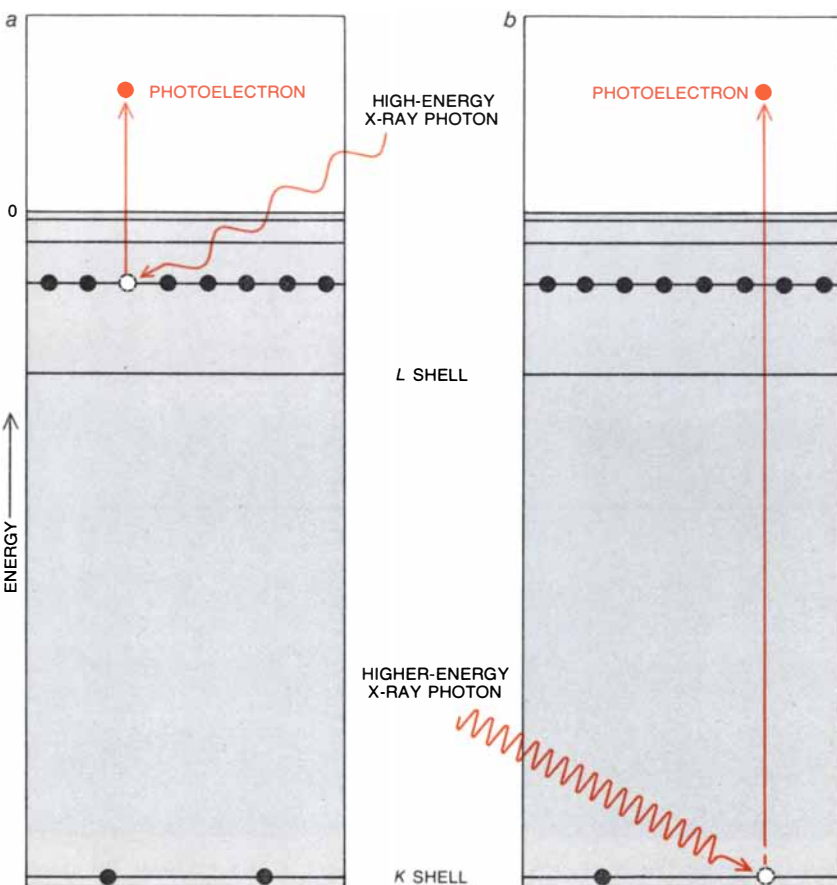 a
b
PHOTOELECTRON
HIGH-ENERGY
X-RAY PHOTON
PHOTOELECTRON
0
L SHELL
ENERGY
HIGHER-ENERGY
X-RAY PHOTON
K SHELL